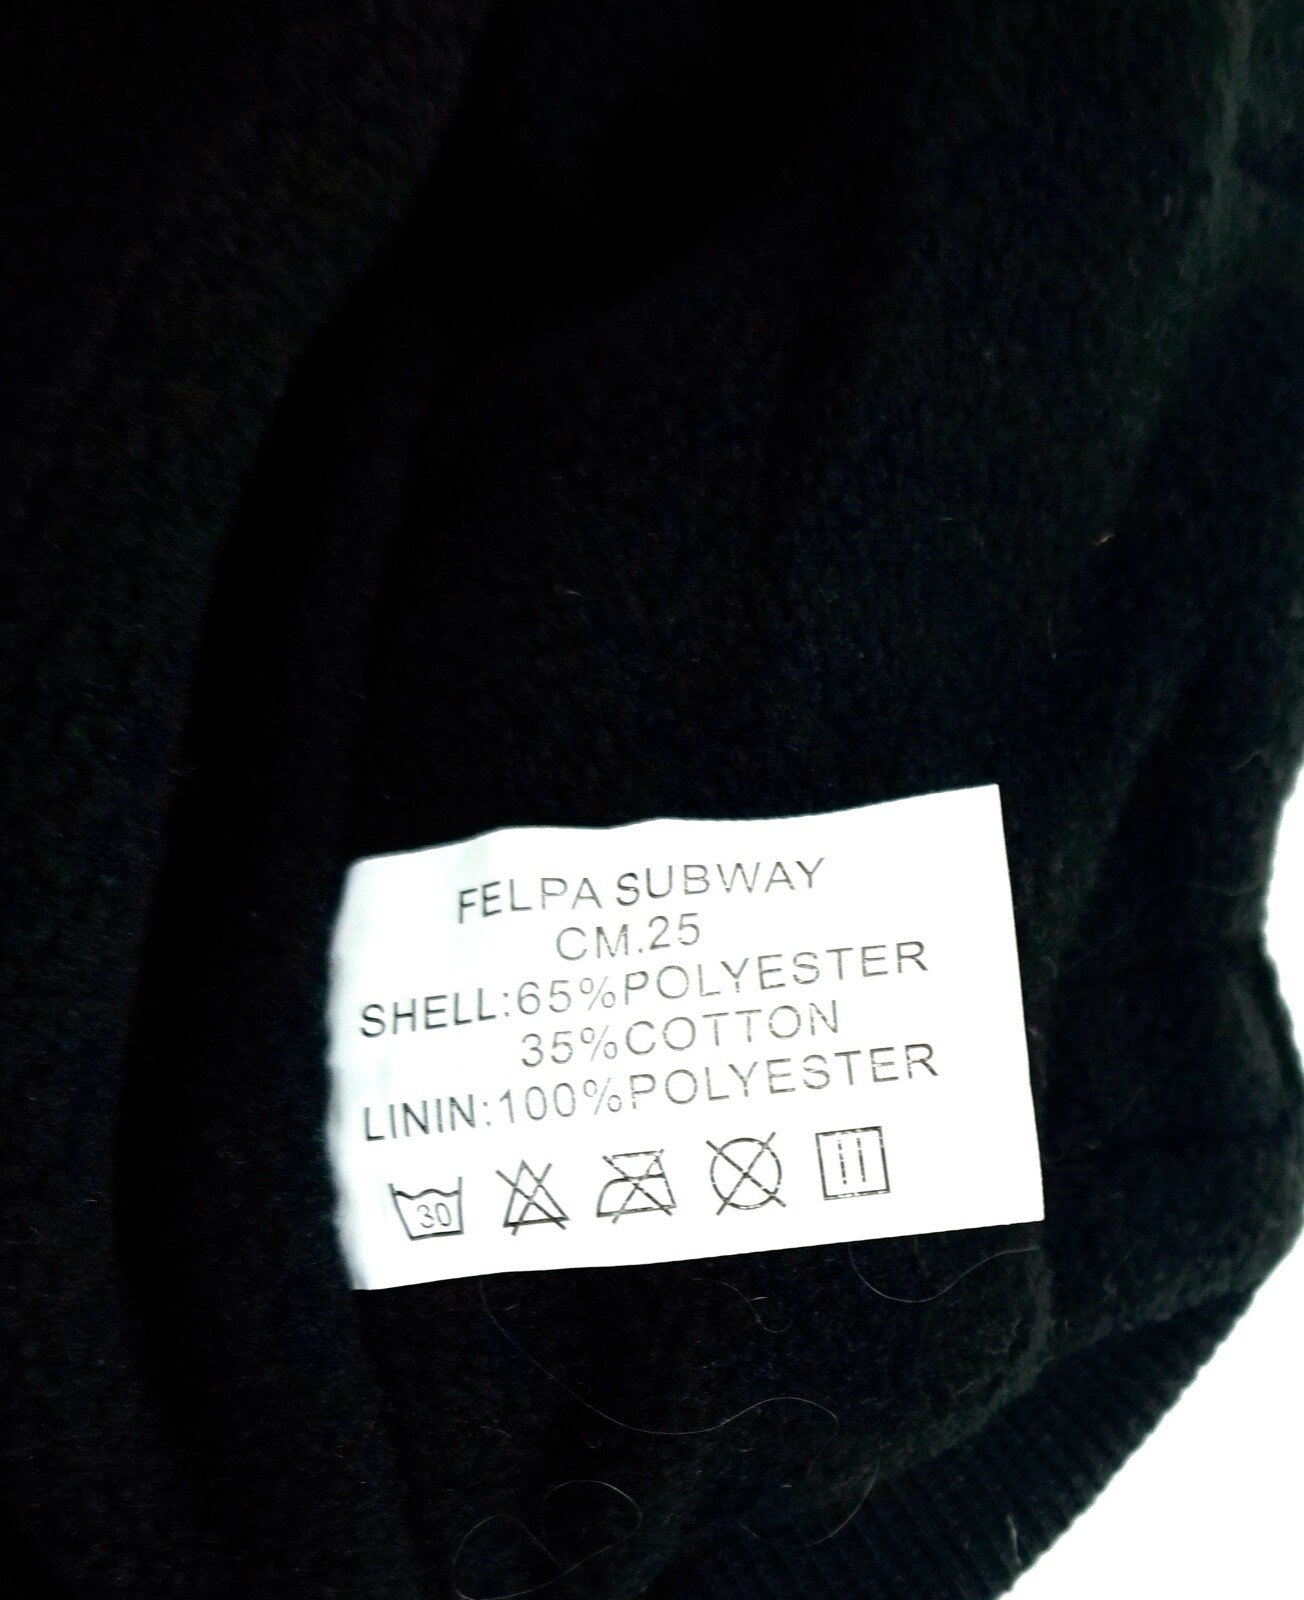 FELPA SUBWAY
CM.25
SHELL:65%POLYESTER
35%COTTON
LININ:100%POLYESTER
30